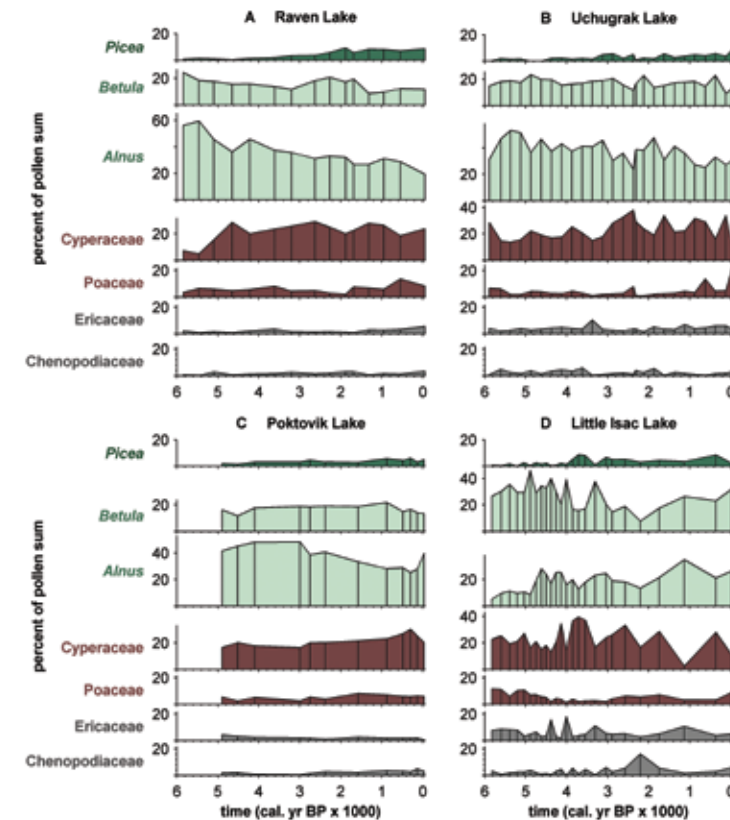 A Raven Lake
B Uchugrak Lake
percent of pollen sum
Picea 20 20
Betula 20 20
Alnus 60
20 20
Cyperaceae 20 40
20
Poaceae 20 20
Ericaceae 20 20
Chenopodiaceae 20 20
6 5 4 3 2 1 0 6 5 4 3 2 1 0
C Poktovik Lake
D Little Isac Lake
percent of pollen sum
Picea 20 20
Betula 20 40
20
Alnus 40
20 20
Cyperaceae 20 40
20
Poaceae 20 20
Ericaceae 20 20
Chenopodiaceae 20 20
6 5 4 3 2 1 0 6 5 4 3 2 1 0
time (cal. yr BP x 1000) time (cal. yr BP x 1000)